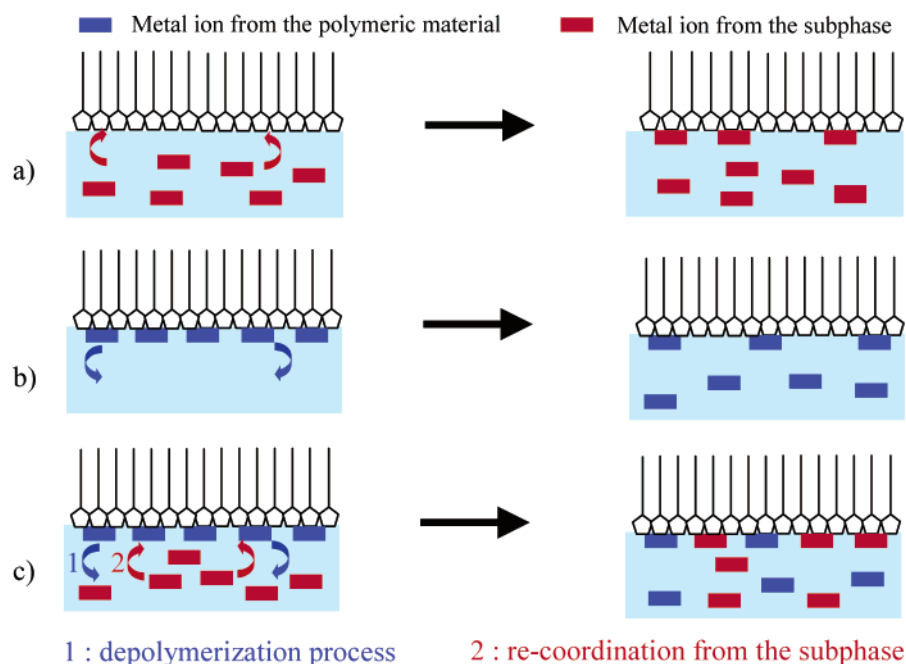 Metal ion from the polymeric material Metal ion from the subphase
a)
b)
1 2
c)
1 : depolymerization process 2 : re-coordination from the subphase